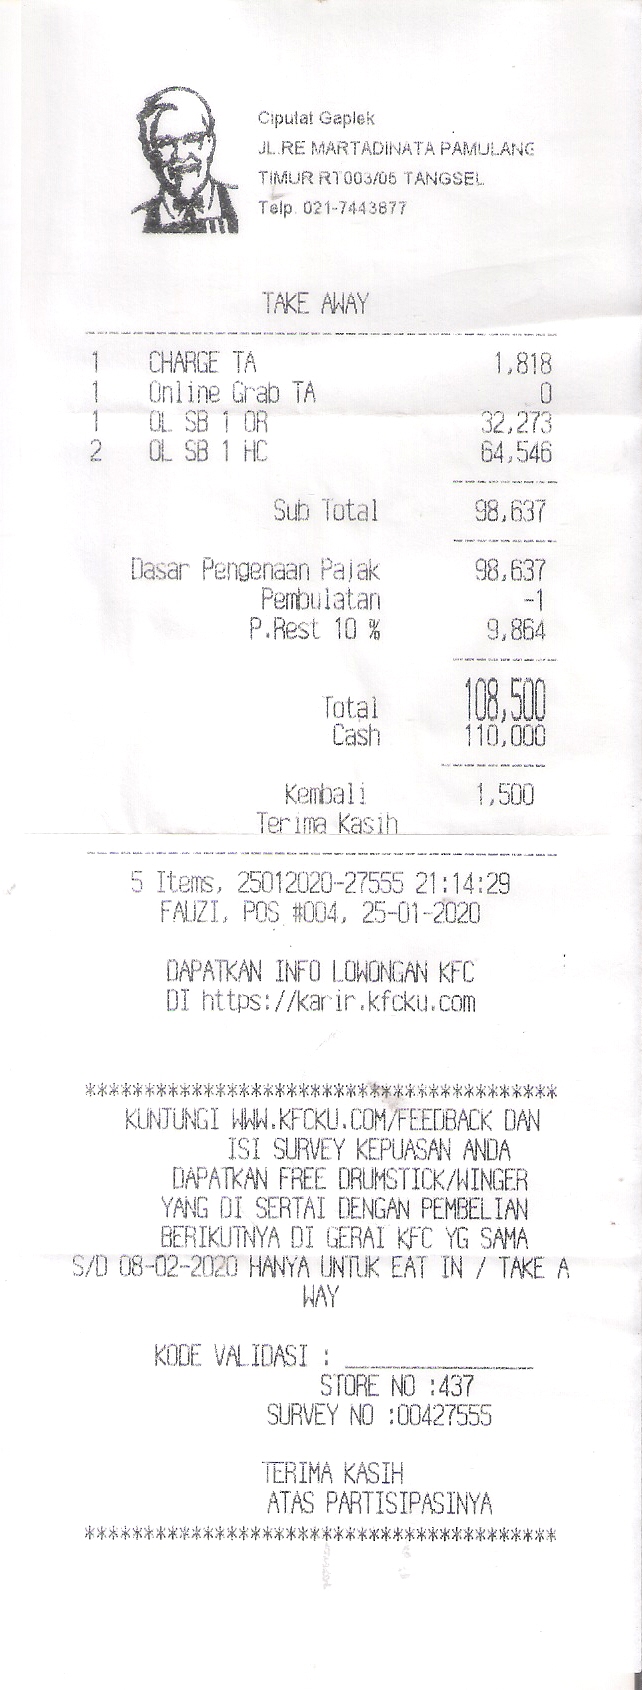 Ciputat Gaplek
JL.RE MARTADINATA PAMULANG
TIMUR RT003/05 TANGSEL
Telp. 021-7443877
TAKE AWAY
1 CHARGE TA 1,818
1 Online Grab TA 0
1 OL SB 1 OR 32,273
2 OL SB 1 HC 64,546
Sub Total 98,637
Dasar Pengenaan Pajak 98,637
Pembulatan -1
P.Rest 10 % 9,864
Total 108,500
Cash 110,000
Kembali 1,500
Terima Kasih
5 Items, 25012020-27555 21:14:29
FAUZI, POS #004, 25-01-2020
DAPATKAN INFO LOWONGAN KFC
DI https://karir.kfcku.com
****************************************
KUNJUNGI WWW.KFCKU.COM/FEEDBACK DAN
ISI SURVEY KEPUASAN ANDA
DAPATKAN FREE DRUMSTICK/WINGER
YANG DI SERTAI DENGAN PEMBELIAN
BERIKUTNYA DI GERAI KFC YG SAMA
S/D 08-02-2020 HANYA UNTUK EAT IN / TAKE A
WAY
KODE VALIDASI : ________________
STORE NO :437
SURVEY NO :00427555
TERIMA KASIH
ATAS PARTISIPASINYA
****************************************